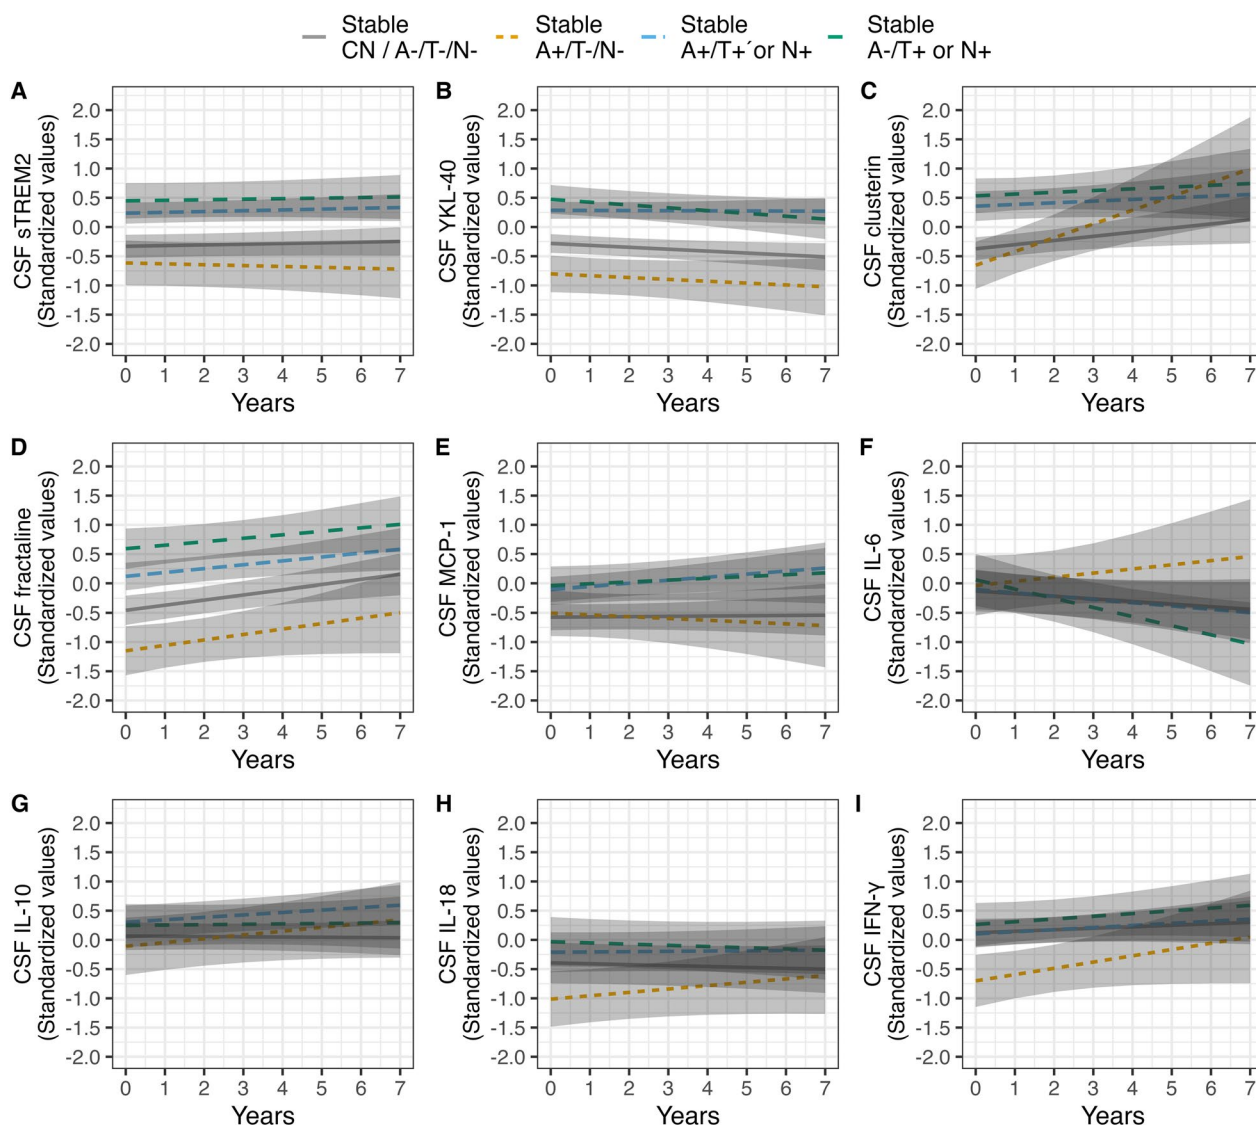 Stable
CN / A-/T-/N-
Stable
A+/T-/N-
Stable
A+/T+´or N+
Stable
A-/T+ or N+
A
CSF sTREM2
(Standardized values)
2.0
1.5
1.0
0.5
0.0
-0.5
-1.0
-1.5
-2.0
0 1 2 3 4 5 6 7
Years
B
CSF YKL-40
(Standardized values)
2.0
1.5
1.0
0.5
0.0
-0.5
-1.0
-1.5
-2.0
0 1 2 3 4 5 6 7
Years
C
CSF clusterin
(Standardized values)
2.0
1.5
1.0
0.5
0.0
-0.5
-1.0
-1.5
-2.0
0 1 2 3 4 5 6 7
Years
D
CSF fractaline
(Standardized values)
2.0
1.5
1.0
0.5
0.0
-0.5
-1.0
-1.5
-2.0
0 1 2 3 4 5 6 7
Years
E
CSF MCP-1
(Standardized values)
2.0
1.5
1.0
0.5
0.0
-0.5
-1.0
-1.5
-2.0
0 1 2 3 4 5 6 7
Years
F
CSF IL-6
(Standardized values)
2.0
1.5
1.0
0.5
0.0
-0.5
-1.0
-1.5
-2.0
0 1 2 3 4 5 6 7
Years
G
CSF IL-10
(Standardized values)
2.0
1.5
1.0
0.5
0.0
-0.5
-1.0
-1.5
-2.0
0 1 2 3 4 5 6 7
Years
H
CSF IL-18
(Standardized values)
2.0
1.5
1.0
0.5
0.0
-0.5
-1.0
-1.5
-2.0
0 1 2 3 4 5 6 7
Years
I
CSF IFN-γ
(Standardized values)
2.0
1.5
1.0
0.5
0.0
-0.5
-1.0
-1.5
-2.0
0 1 2 3 4 5 6 7
Years